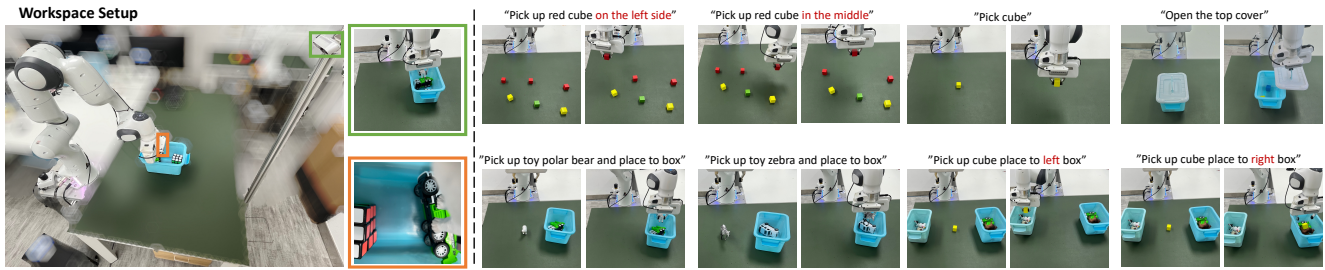 Workspace Setup
"Pick up red cube on the left side"
"Pick up red cube in the middle"
"Pick cube"
"Open the top cover"
"Pick up toy polar bear and place to box"
"Pick up toy zebra and place to box"
"Pick up cube place to left box"
"Pick up cube place to right box"